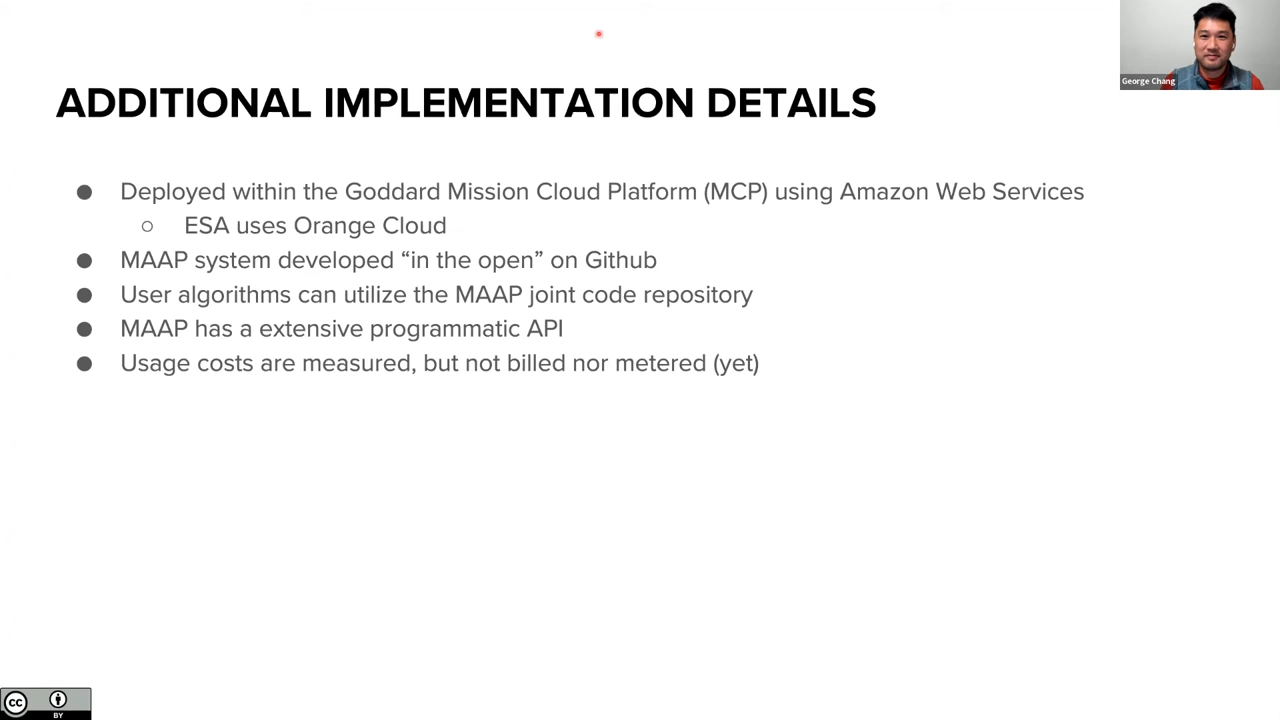 George Chang
ADDITIONAL IMPLEMENTATION DETAILS
● Deployed within the Goddard Mission Cloud Platform (MCP) using Amazon Web Services
○ ESA uses Orange Cloud
● MAAP system developed “in the open” on Github
● User algorithms can utilize the MAAP joint code repository
● MAAP has a extensive programmatic API
● Usage costs are measured, but not billed nor metered (yet)
cc
BY